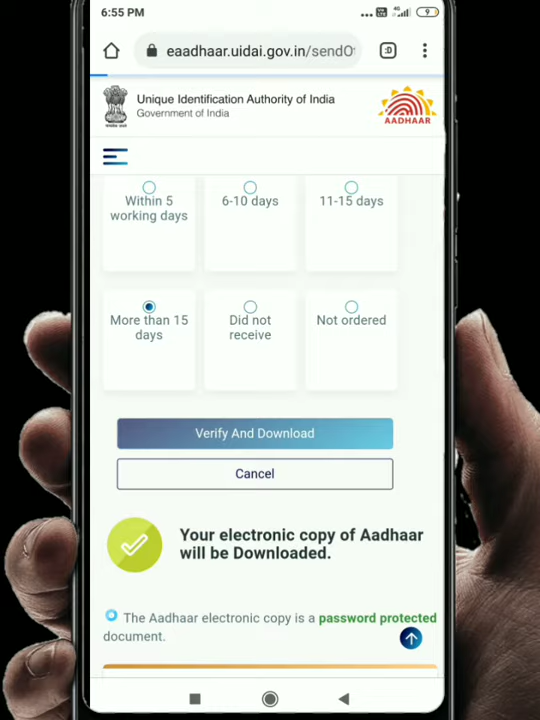 6:55 PM
4G
9
eaadhaar.uidai.gov.in/sendO
:D
Unique Identification Authority of India
Government of India
AADHAAR
Within 5 working days
6-10 days
11-15 days
More than 15 days
Did not receive
Not ordered
Verify And Download
Cancel
Your electronic copy of Aadhaar
will be Downloaded.
The Aadhaar electronic copy is a password protected
document.